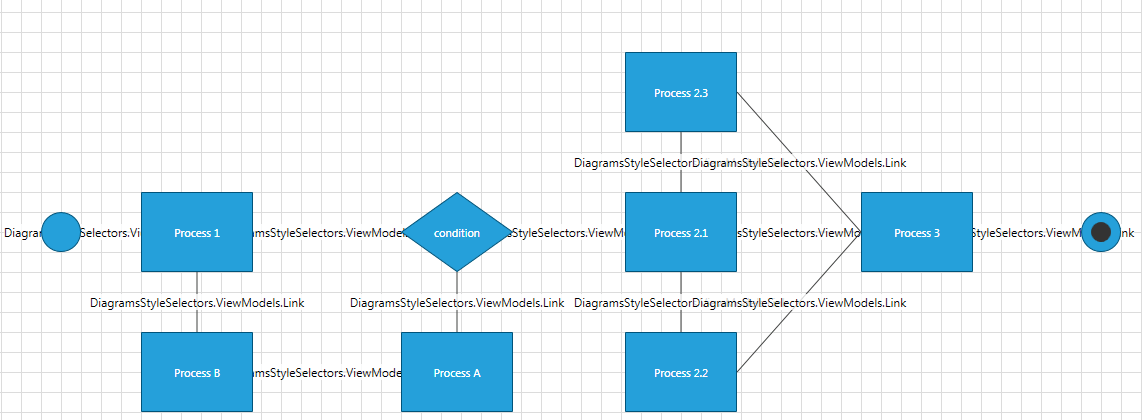 Process 2.3
DiagramsStyleSelectorDiagramsStyleSelectors.ViewModels.Link
Diagra Selectors.Vi Process 1 msStyleSelectors.ViewModel condition StyleSelectors.ViewM Process 2.1 sStyleSelectors.ViewMo Process 3 StyleSelectors.ViewM nk
DiagramsStyleSelectors.ViewModels.Link DiagramsStyleSelectors.ViewModels.Link DiagramsStyleSelectorDiagramsStyleSelectors.ViewModels.Link
Process B msStyleSelectors.ViewMode Process A Process 2.2